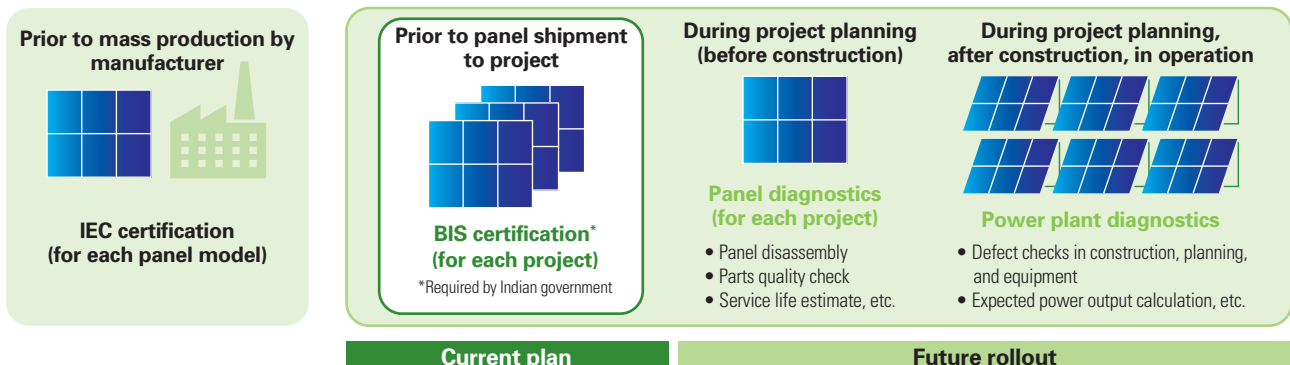 Prior to mass production by
manufacturer
IEC certification
(for each panel model)
Prior to panel shipment
to project
BIS certification*
(for each project)
*Required by Indian government
During project planning
(before construction)
Panel diagnostics
(for each project)
• Panel disassembly
• Parts quality check
• Service life estimate, etc.
During project planning,
after construction, in operation
Power plant diagnostics
• Defect checks in construction, planning,
and equipment
• Expected power output calculation, etc.
Current plan
Future rollout